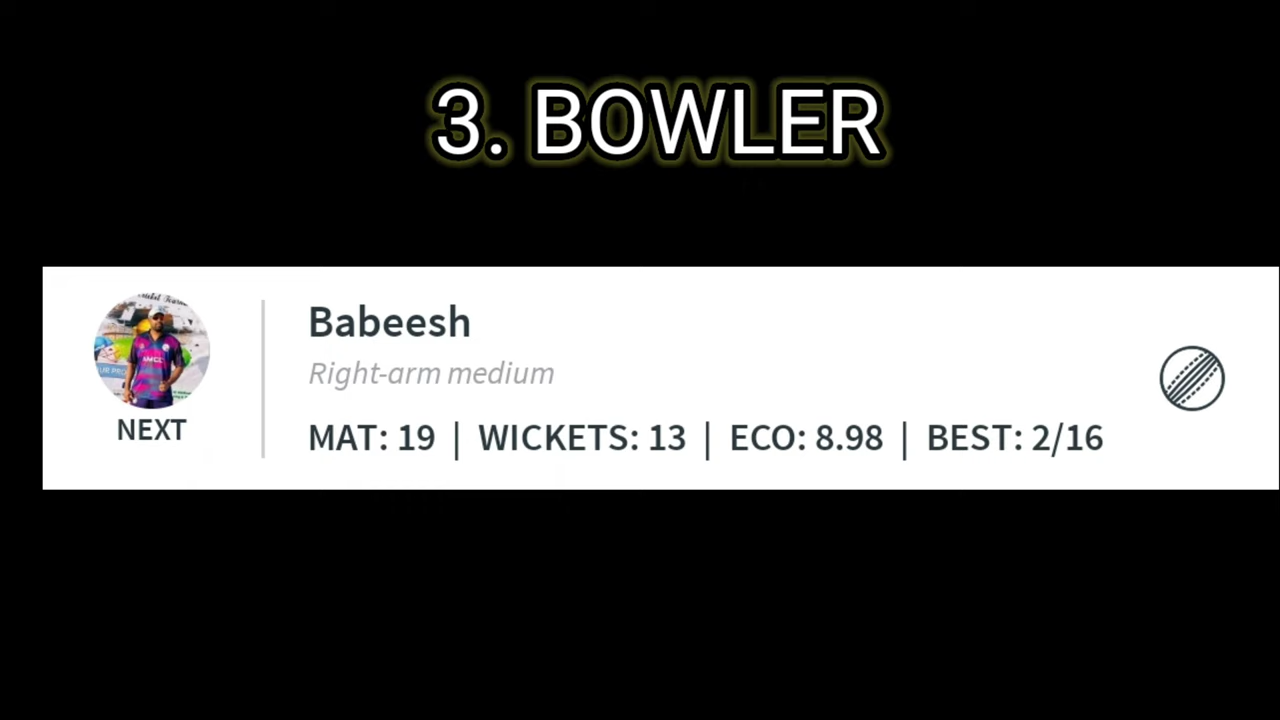 3. BOWLER
Babeesh
Right-arm medium
NEXT
MAT: 19 | WICKETS: 13 | ECO: 8.98 | BEST: 2/16